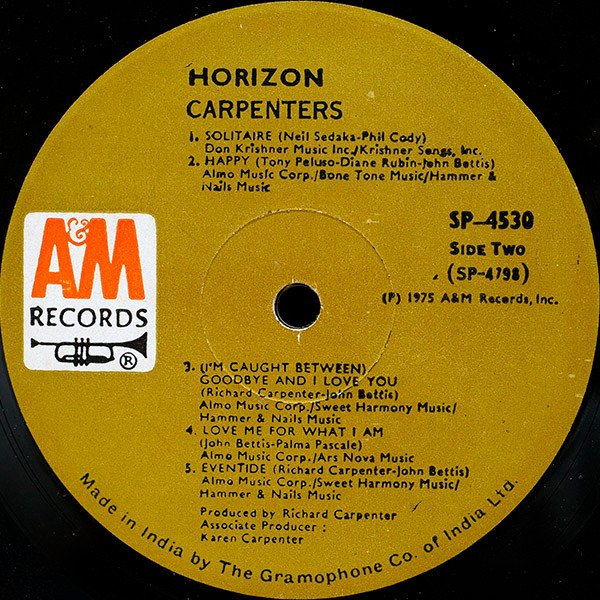 HORIZON
CARPENTERS
1. SOLITAIRE (Neil Sedaka-Phil Cody)
Don Krishner Music Inc./Krishner Songs, Inc.
2. HAPPY (Tony Peluso-Diane Rubin-John Bettis)
Almo Music Corp./Bone Tone Music/Hammer &
Nails Music
SP-4530
SIDE TWO
(SP-4798)
(P) 1975 A&M Records, Inc.
A&M
RECORDS
®
3. (I'M CAUGHT BETWEEN)
GOODBYE AND I LOVE YOU
(Richard Carpenter-John Bettis)
Almo Music Corp./Sweet Harmony Music/
Hammer & Nails Music
4. LOVE ME FOR WHAT I AM
(John Bettis-Palma Pascale)
Almo Music Corp./Ars Nova Music
5. EVENTIDE (Richard Carpenter-John Bettis)
Almo Music Corp./Sweet Harmony Music/
Hammer & Nails Music
Produced by Richard Carpenter
Associate Producer :
Karen Carpenter
Made in India by The Gramophone Co. of India Ltd.